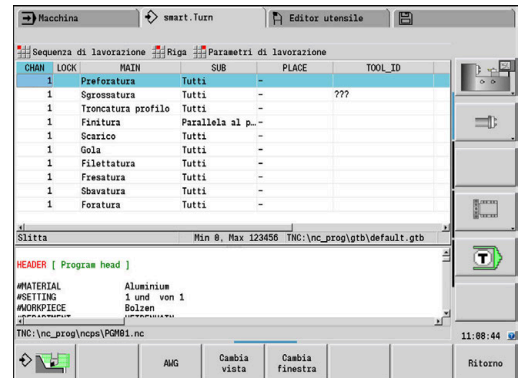 Macchina smart.Turn Editor utensile
Sequenza di lavorazione Riga Parametri di lavorazione
CHAN LOCK MAIN SUB PLACE TOOL_ID
1 Preforatura Tutti -
1 Sgrossatura Tutti - ???
1 Troncatura profilo Tutti -
1 Finitura Parallela al p… -
1 Scarico Tutti -
1 Gola Tutti -
1 Filettatura Tutti -
1 Fresatura Tutti -
1 Sbavatura Tutti -
1 Foratura Tutti -
Slitta Min 0, Max 123456 TNC:\nc_prog\gtb\default.gtb
HEADER [ Program head ]
#MATERIAL Aluminium
#SETTING 1 und von 1
#WORKPIECE Bolzen
TNC:\nc_prog\ncps\PGM01.nc
T
11:08:44
AWG Cambia vista Cambia finestra Ritorno